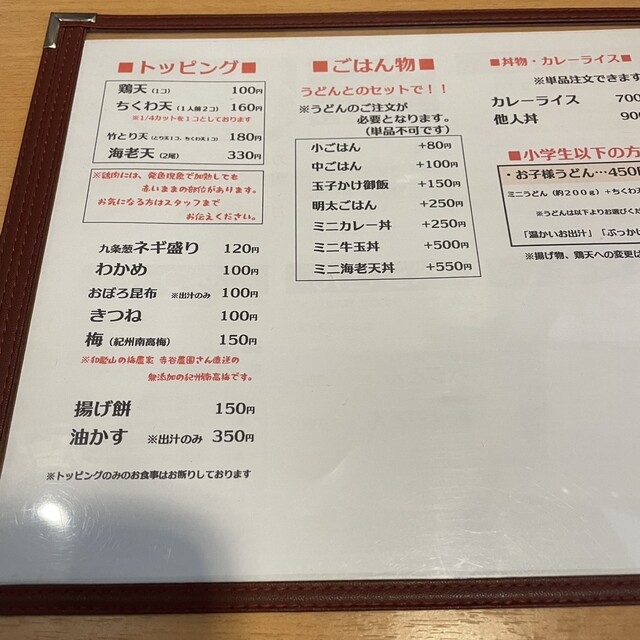 ■トッピング■
鶏天（1コ） 100円
ちくわ天（1人前2コ） 160円
※1/4カットを1コとしております
竹とり天（とり天1コ、ちくわ天1コ） 180円
海老天（2尾） 330円
※鶏肉には、発色現象で加熱しても
赤いままの部位があります。
お気になる方はスタッフまで
お伝えください。
九条葱ネギ盛り 120円
わかめ 100円
おぼろ昆布 ※出汁のみ 100円
きつね 100円
梅（紀州南高梅） 150円
※和歌山の梅農家 寺谷農園さん直送の
無添加の紀州南高梅です。
揚げ餅 150円
油かす ※出汁のみ 350円
※トッピングのみのお食事はお断りしております
■ごはん物■
うどんとのセットで！！
※うどんのご注文が
必要となります。
（単品不可です）
小ごはん +80円
中ごはん +100円
玉子かけ御飯 +150円
明太ごはん +250円
ミニカレー丼 +250円
ミニ牛玉丼 +500円
ミニ海老天丼 +550円
■丼物・カレーライス■
※単品注文できます
カレーライス 700
他人丼 900
■小学生以下の方
・お子様うどん…450円
ミニうどん（約200g）+ちくわ
※うどんは以下よりお選びくだ
「温かいお出汁」「ぶっかけ
※揚げ物、鶏天への変更は